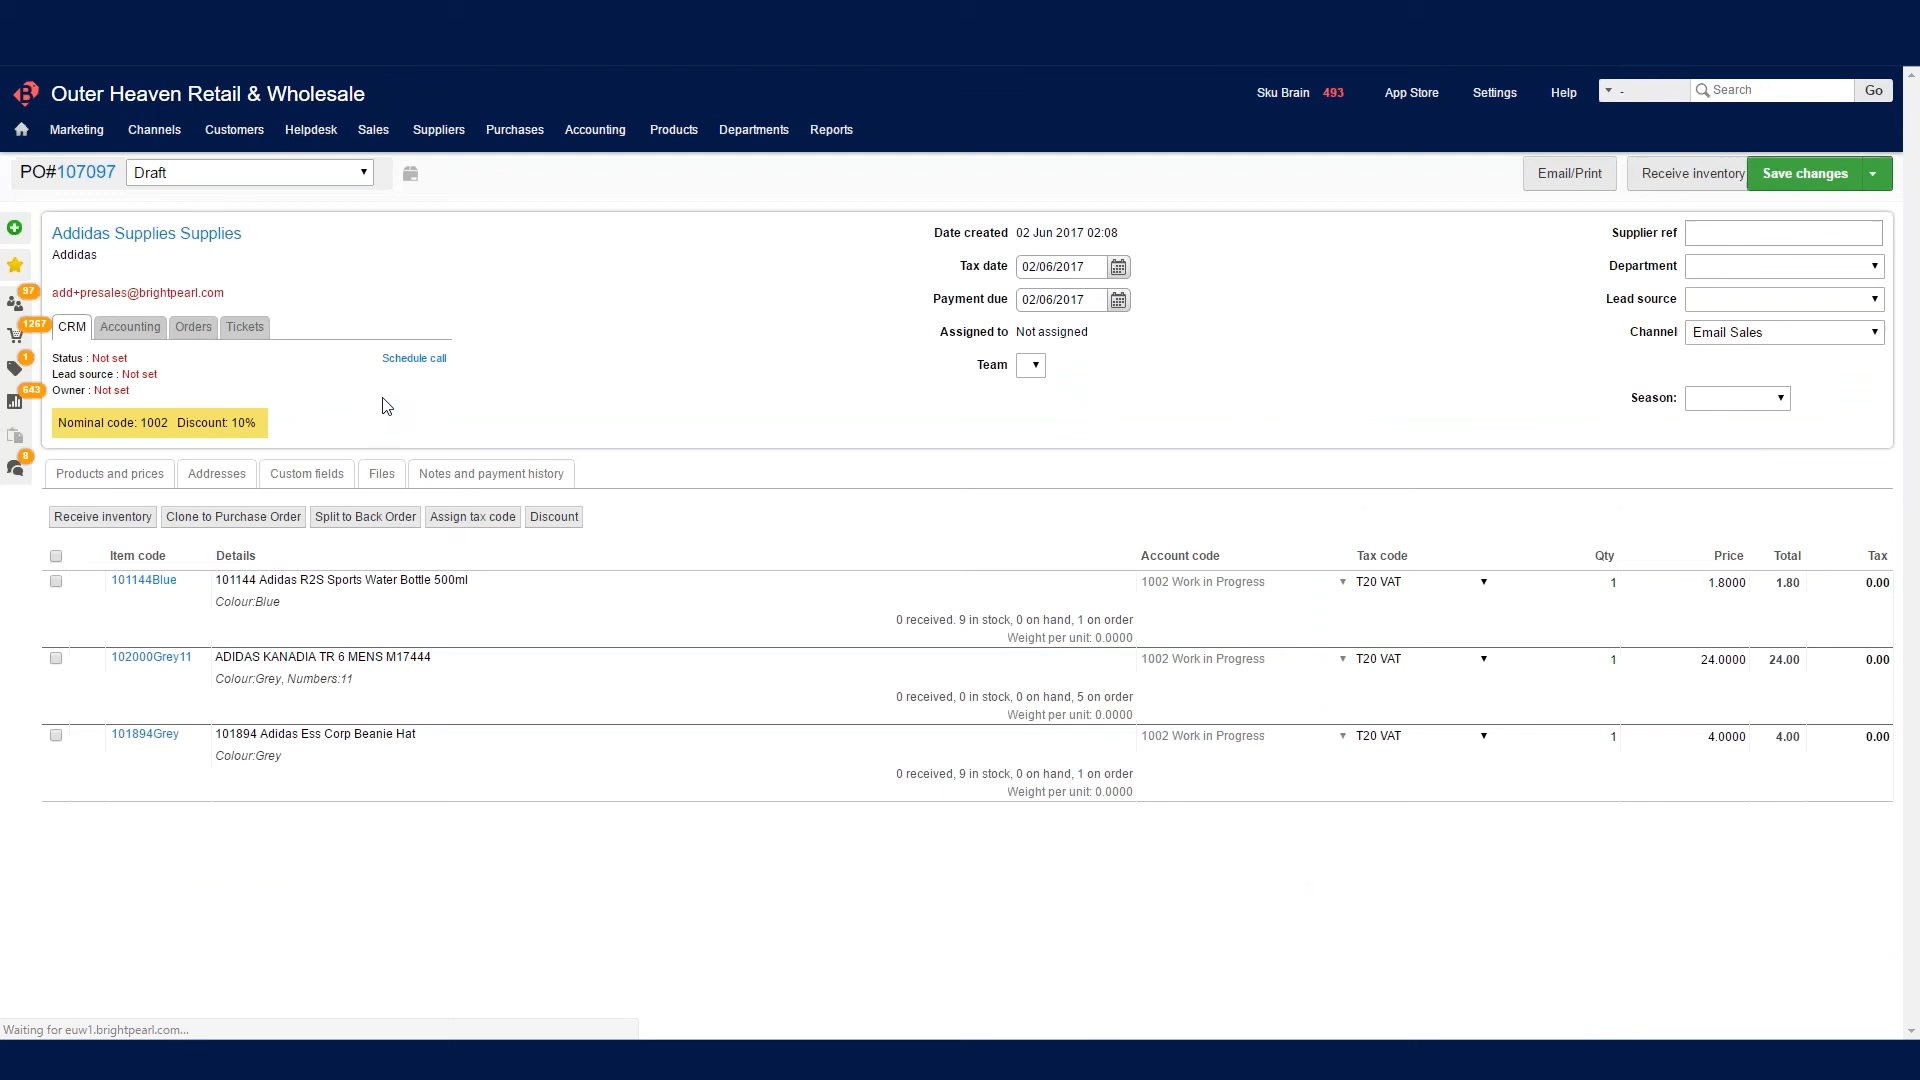 Outer Heaven Retail & Wholesale
Sku Brain 493 App Store Settings Help - Search Go
Marketing Channels Customers Helpdesk Sales Suppliers Purchases Accounting Products Departments Reports
PO#107097 Draft Email/Print Receive inventory Save changes
Addidas Supplies Supplies
Addidas
add+presales@brightpearl.com
CRM Accounting Orders Tickets
Status : Not set Schedule call
Lead source : Not set
Owner : Not set
Nominal code: 1002 Discount: 10%
Date created 02 Jun 2017 02:08
Tax date 02/06/2017
Payment due 02/06/2017
Assigned to Not assigned
Team
Supplier ref
Department
Lead source
Channel Email Sales
Season:
97
1267
1
643
8
Products and prices Addresses Custom fields Files Notes and payment history
Receive inventory Clone to Purchase Order Split to Back Order Assign tax code Discount
Item code Details Account code Tax code Qty Price Total Tax
101144Blue 101144 Adidas R2S Sports Water Bottle 500ml 1002 Work in Progress T20 VAT 1 1.8000 1.80 0.00
Colour:Blue
0 received. 9 in stock, 0 on hand, 1 on order
Weight per unit: 0.0000
102000Grey11 ADIDAS KANADIA TR 6 MENS M17444 1002 Work in Progress T20 VAT 1 24.0000 24.00 0.00
Colour:Grey, Numbers:11
0 received, 0 in stock, 0 on hand, 5 on order
Weight per unit: 0.0000
101894Grey 101894 Adidas Ess Corp Beanie Hat 1002 Work in Progress T20 VAT 1 4.0000 4.00 0.00
Colour:Grey
0 received, 9 in stock, 0 on hand, 1 on order
Weight per unit: 0.0000
Waiting for euw1.brightpearl.com...